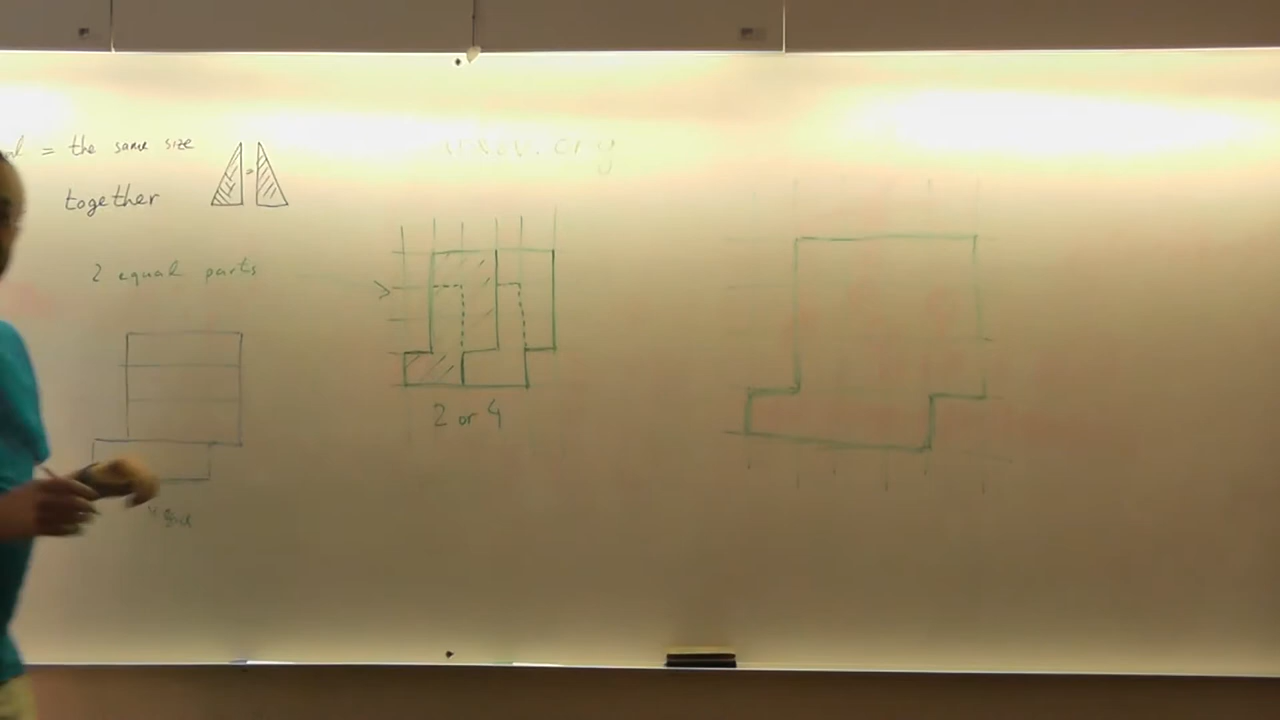 = the same size
together
2 equal parts
2 or 4